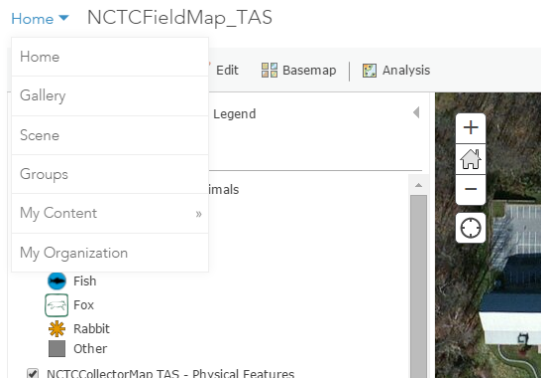 Home NCTCFieldMap_TAS
Home
Gallery
Scene
Groups
My Content »
My Organization
Edit Basemap Analysis
Legend
imals
Fish
Fox
Rabbit
Other
NCTCCollectorMap TAS - Physical Features